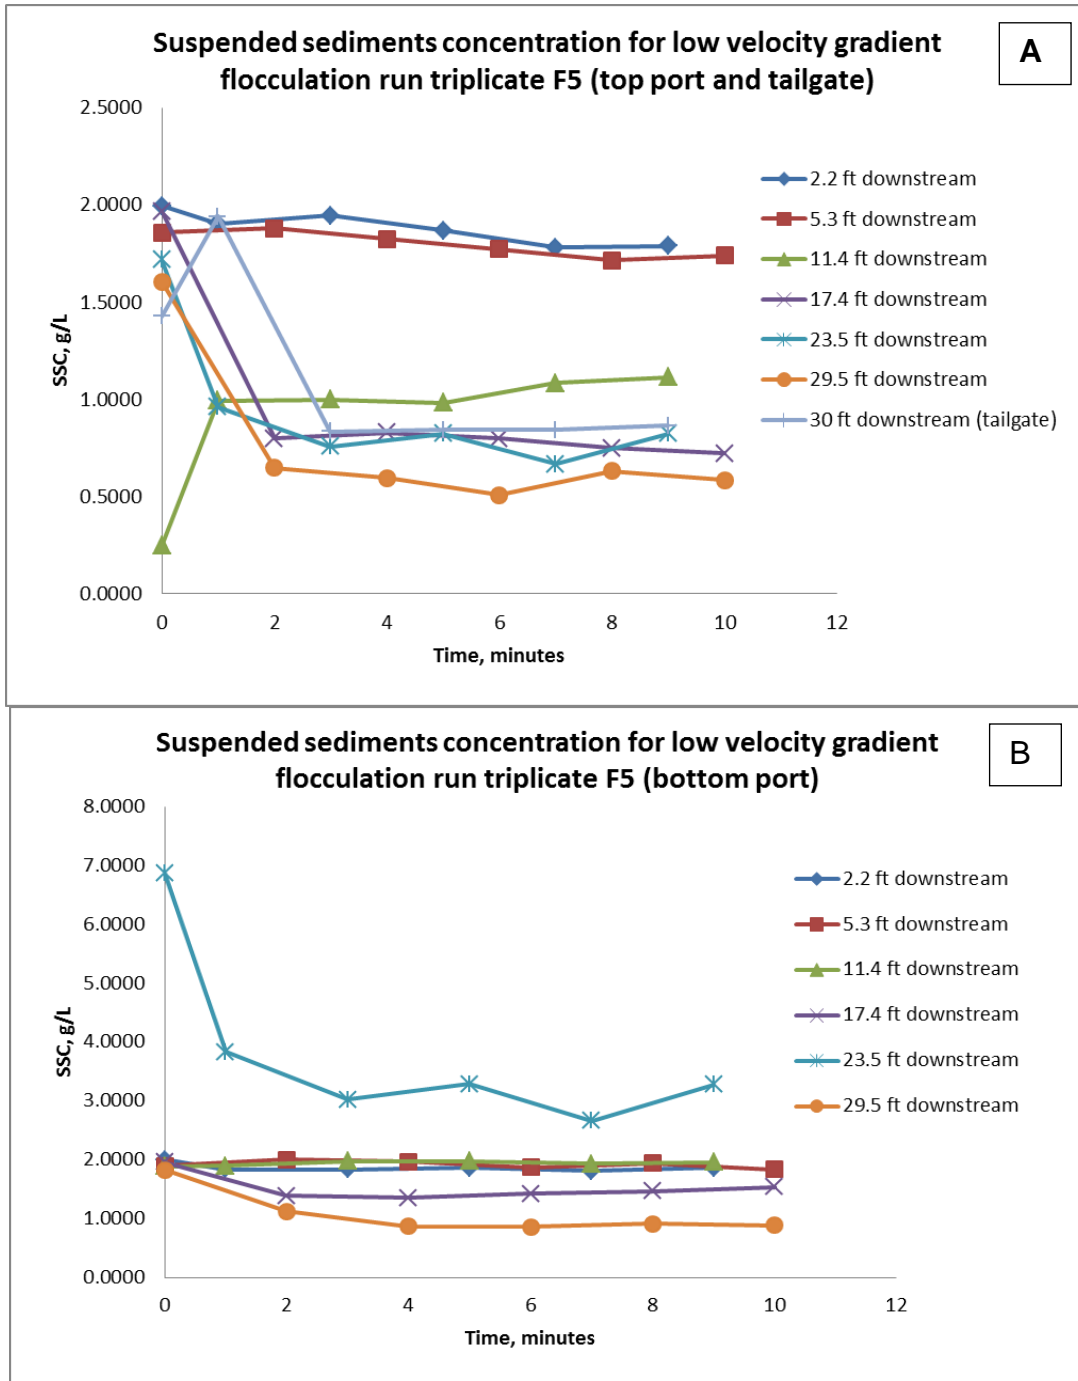 Suspended sediments concentration for low velocity gradient
flocculation run triplicate F5 (top port and tailgate)
A
2.5000
2.0000
1.5000
1.0000
0.5000
0.0000
SSC, g/L
0 2 4 6 8 10 12
Time, minutes
2.2 ft downstream
5.3 ft downstream
11.4 ft downstream
17.4 ft downstream
23.5 ft downstream
29.5 ft downstream
30 ft downstream (tailgate)
Suspended sediments concentration for low velocity gradient
flocculation run triplicate F5 (bottom port)
B
8.0000
7.0000
6.0000
5.0000
4.0000
3.0000
2.0000
1.0000
0.0000
SSC, g/L
0 2 4 6 8 10 12
Time, minutes
2.2 ft downstream
5.3 ft downstream
11.4 ft downstream
17.4 ft downstream
23.5 ft downstream
29.5 ft downstream